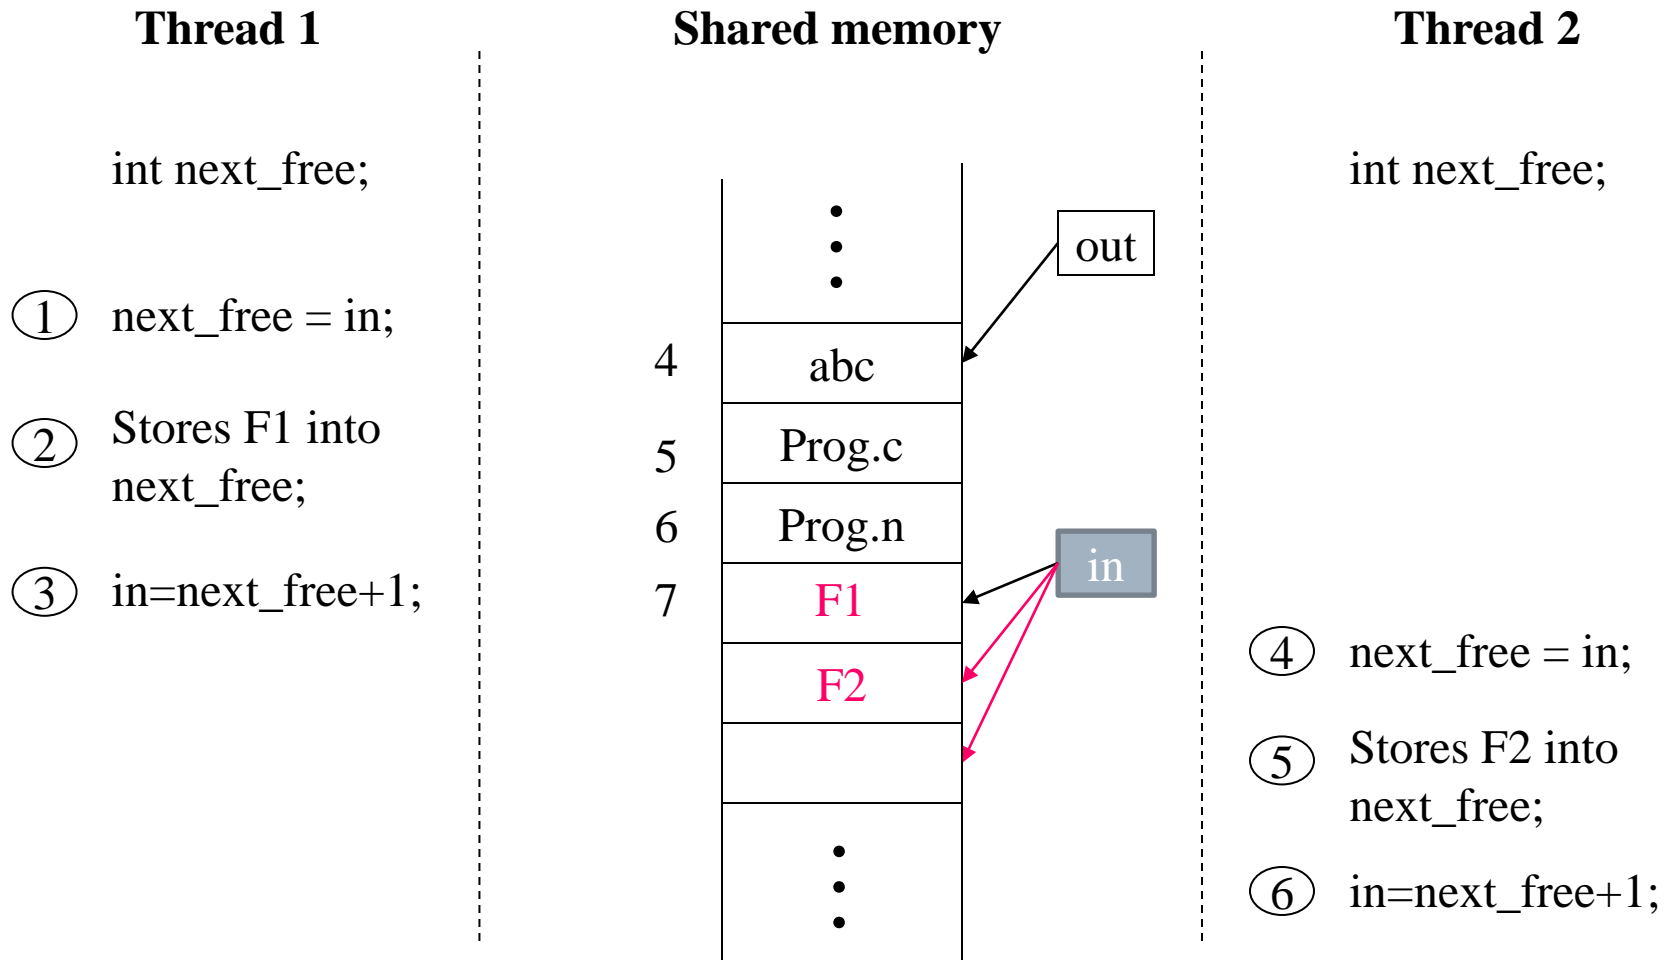 Thread 1
Shared memory
Thread 2
int next_free;
int next_free;
out
1 next_free = in;
4 abc
2 Stores F1 into
next_free;
5 Prog.c
6 Prog.n
in
3 in=next_free+1;
7 F1
4 next_free = in;
F2
5 Stores F2 into
next_free;
6 in=next_free+1;